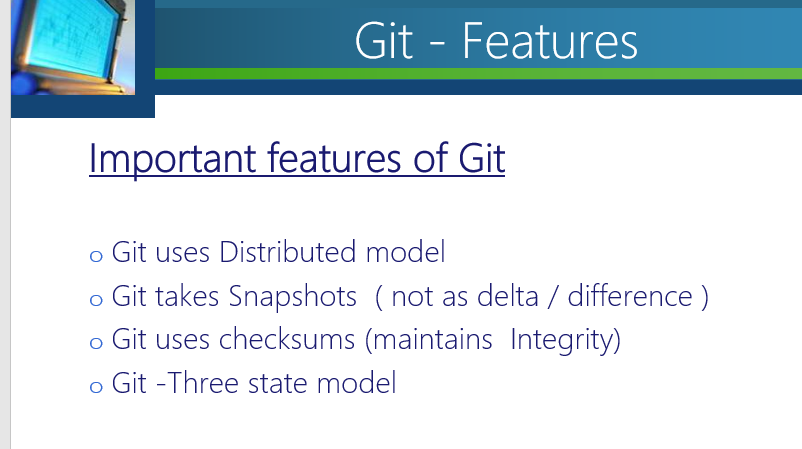 Git - Features
Important features of Git
o Git uses Distributed model
o Git takes Snapshots  ( not as delta / difference )
o Git uses checksums (maintains  Integrity)
o Git -Three state model